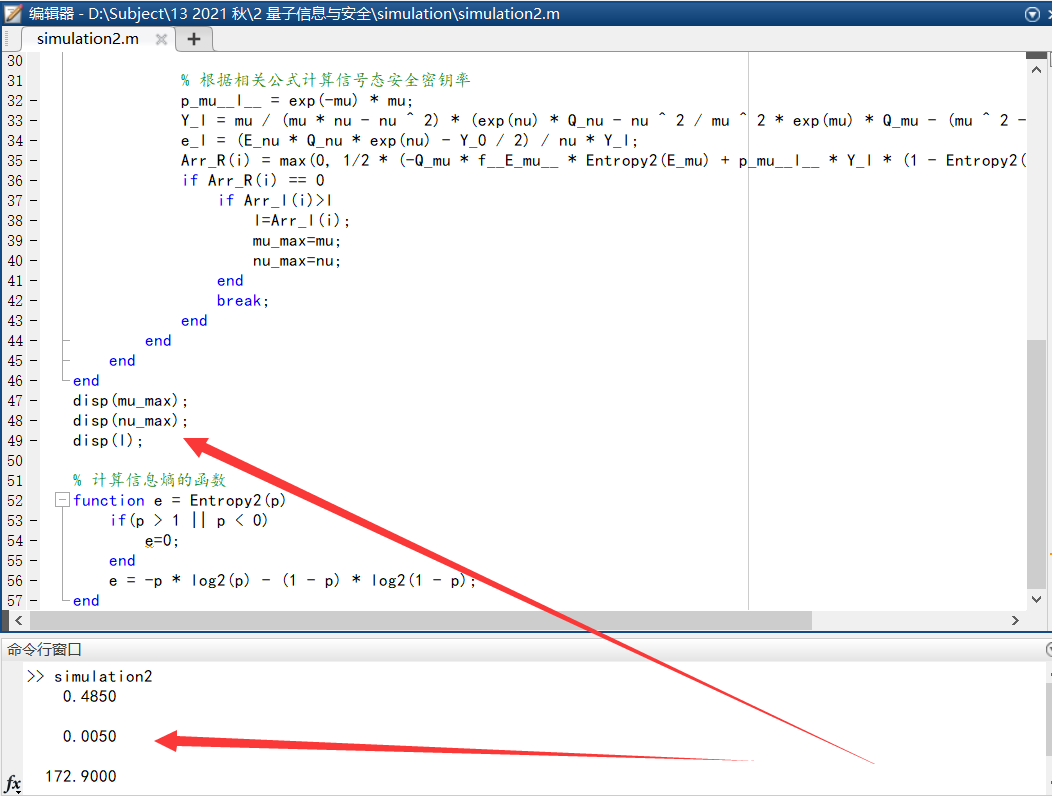 编辑器 - D:\Subject\13 2021 秋\2 量子信息与安全\simulation\simulation2.m
simulation2.m
30
31 % 根据相关公式计算信号态安全密钥率
32 p_mu__l__ = exp(-mu) * mu;
33 Y_l = mu / (mu * nu - nu ^ 2) * (exp(nu) * Q_nu - nu ^ 2 / mu ^ 2 * exp(mu) * Q_mu - (mu ^ 2 -
34 e_l = (E_nu * Q_nu * exp(nu) - Y_0 / 2) / nu * Y_l;
35 Arr_R(i) = max(0, 1/2 * (-Q_mu * f__E_mu__ * Entropy2(E_mu) + p_mu__l__ * Y_l * (1 - Entropy2(
36 if Arr_R(i) == 0
37 if Arr_l(i)>l
38 l=Arr_l(i);
39 mu_max=mu;
40 nu_max=nu;
41 end
42 break;
43 end
44 end
45 end
46 end
47 disp(mu_max);
48 disp(nu_max);
49 disp(l);
50
51 % 计算信息熵的函数
52 function e = Entropy2(p)
53 if(p > 1 || p < 0)
54 e=0;
55 end
56 e = -p * log2(p) - (1 - p) * log2(1 - p);
57 end
命令行窗口
>> simulation2
0.4850
0.0050
172.9000
fx